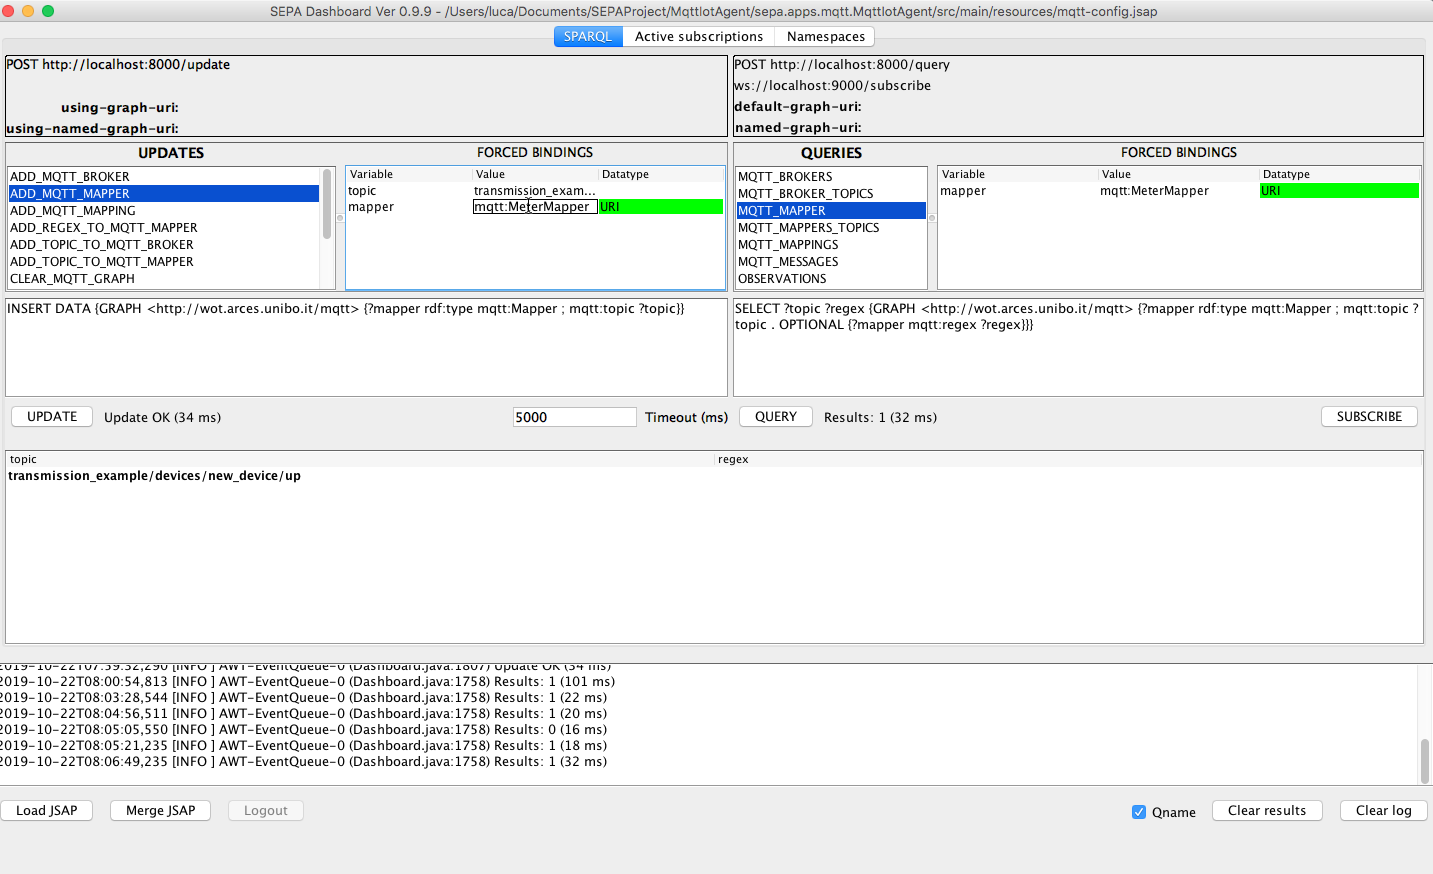 SEPA Dashboard Ver 0.9.9 - /Users/luca/Documents/SEPAProject/MqttIotAgent/sepa.apps.mqtt.MqttIotAgent/src/main/resources/mqtt-config.jsap
SPARQL Active subscriptions Namespaces
POST http://localhost:8000/update
using-graph-uri:
using-named-graph-uri:
POST http://localhost:8000/query
ws://localhost:9000/subscribe
default-graph-uri:
named-graph-uri:
UPDATES
ADD_MQTT_BROKER
ADD_MQTT_MAPPER
ADD_MQTT_MAPPING
ADD_REGEX_TO_MQTT_MAPPER
ADD_TOPIC_TO_MQTT_BROKER
ADD_TOPIC_TO_MQTT_MAPPER
CLEAR_MQTT_GRAPH
FORCED BINDINGS
Variable Value Datatype
topic transmission_exam...
mapper mqtt:MeterMapper URI
QUERIES
MQTT_BROKERS
MQTT_BROKER_TOPICS
MQTT_MAPPER
MQTT_MAPPERS_TOPICS
MQTT_MAPPINGS
MQTT_MESSAGES
OBSERVATIONS
FORCED BINDINGS
Variable Value Datatype
mapper mqtt:MeterMapper URI
INSERT DATA {GRAPH <http://wot.arces.unibo.it/mqtt> {?mapper rdf:type mqtt:Mapper ; mqtt:topic ?topic}}
SELECT ?topic ?regex {GRAPH <http://wot.arces.unibo.it/mqtt> {?mapper rdf:type mqtt:Mapper ; mqtt:topic ?
topic . OPTIONAL {?mapper mqtt:regex ?regex}}}
UPDATE Update OK (34 ms) 5000 Timeout (ms) QUERY Results: 1 (32 ms) SUBSCRIBE
topic regex
transmission_example/devices/new_device/up
2019-10-22T07:59:52,290 [INFO ] AWT-EventQueue-0 (Dashboard.java:1807) Update OK (34 ms)
2019-10-22T08:00:54,813 [INFO ] AWT-EventQueue-0 (Dashboard.java:1758) Results: 1 (101 ms)
2019-10-22T08:03:28,544 [INFO ] AWT-EventQueue-0 (Dashboard.java:1758) Results: 1 (22 ms)
2019-10-22T08:04:56,511 [INFO ] AWT-EventQueue-0 (Dashboard.java:1758) Results: 1 (20 ms)
2019-10-22T08:05:05,550 [INFO ] AWT-EventQueue-0 (Dashboard.java:1758) Results: 0 (16 ms)
2019-10-22T08:05:21,235 [INFO ] AWT-EventQueue-0 (Dashboard.java:1758) Results: 1 (18 ms)
2019-10-22T08:06:49,235 [INFO ] AWT-EventQueue-0 (Dashboard.java:1758) Results: 1 (32 ms)
Load JSAP Merge JSAP Logout Qname Clear results Clear log